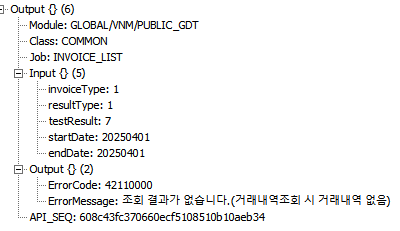 Output {} (6)
Module: GLOBAL/VNM/PUBLIC_GDT
Class: COMMON
Job: INVOICE_LIST
Input {} (5)
invoiceType: 1
resultType: 1
testResult: 7
startDate: 20250401
endDate: 20250401
Output {} (2)
ErrorCode: 42110000
ErrorMessage: 조회 결과가 없습니다.(거래내역조회 시 거래내역 없음)
API_SEQ: 608c43fc370660ecf5108510b10aeb34